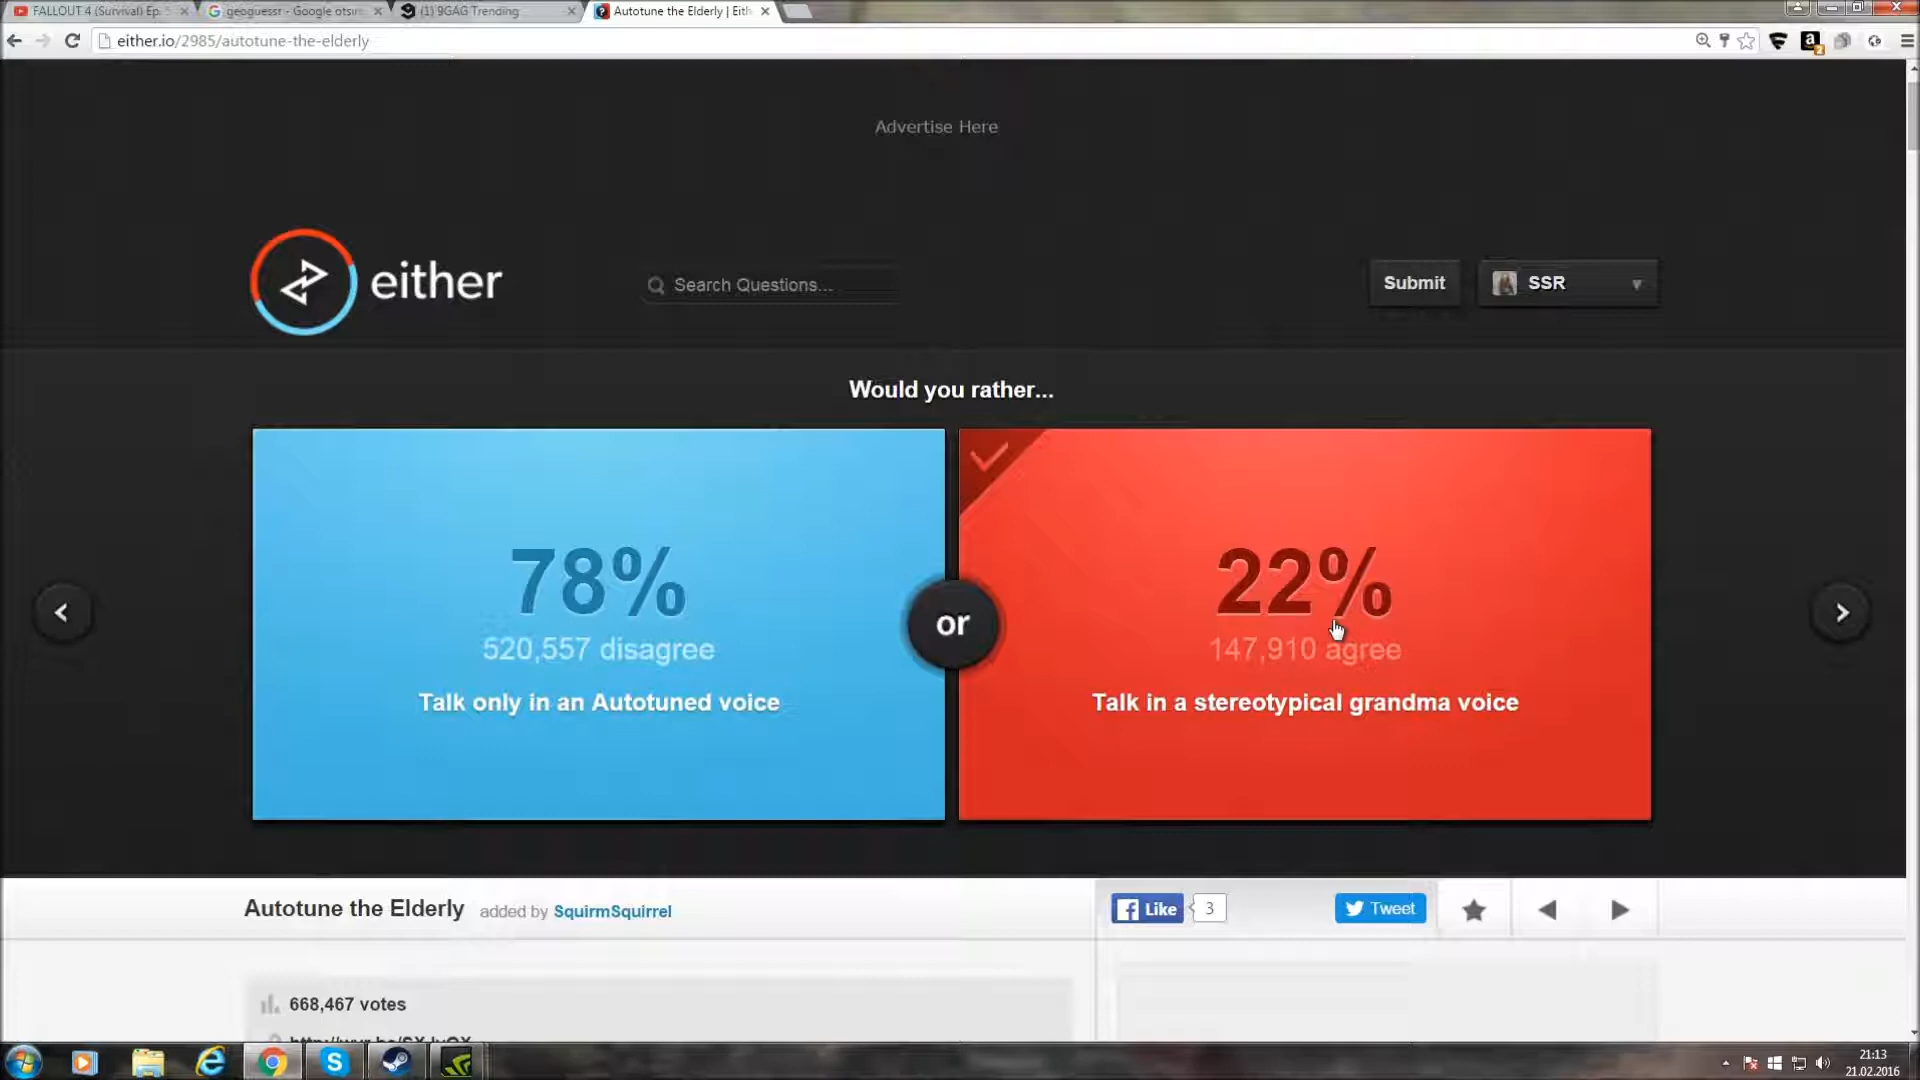 FALLOUT 4 (Survival) Ep.
geoguessr - Google otsin
(1) 9GAG Trending
Autotune the Elderly | Eith
either.io/2985/autotune-the-elderly
Advertise Here
either
Search Questions...
Submit
SSR
Would you rather...
78%
520,557 disagree
Talk only in an Autotuned voice
or
22%
147,910 agree
Talk in a stereotypical grandma voice
Autotune the Elderly added by SquirmSquirrel
Like
3
Tweet
668,467 votes
21:13
21.02.2016